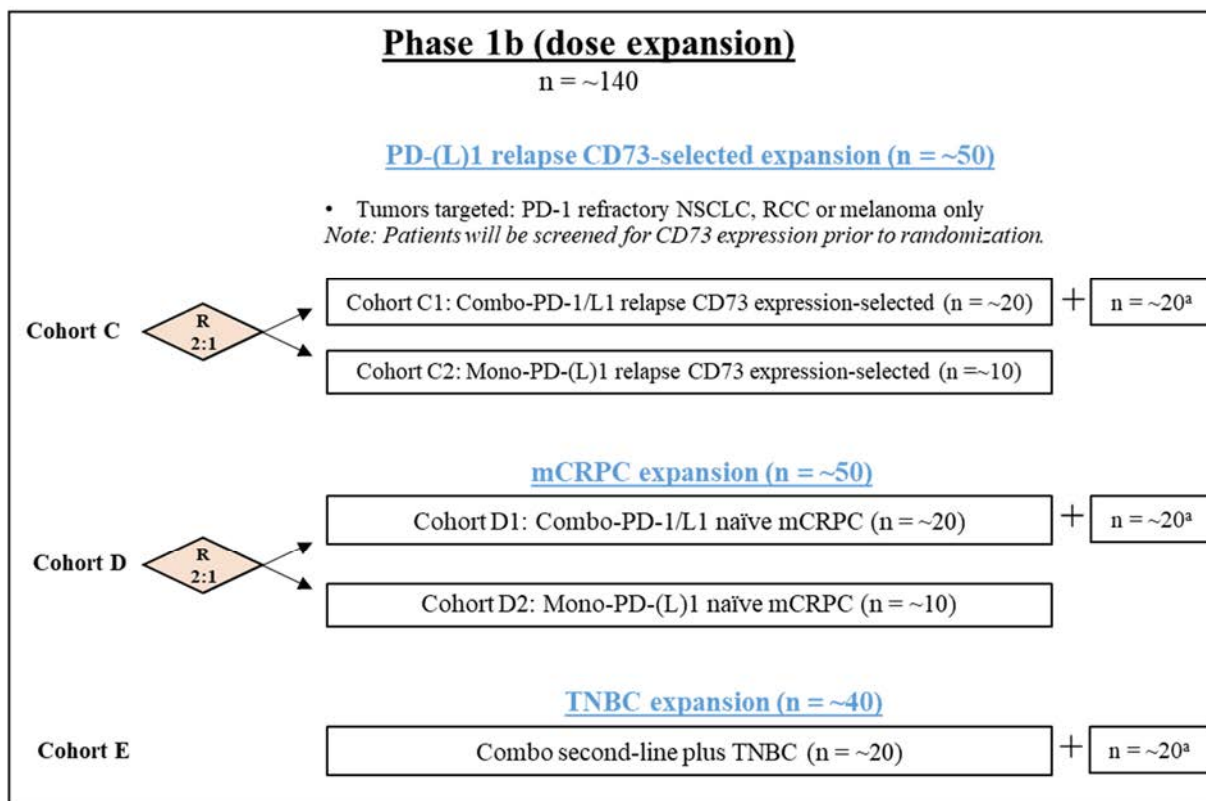 Phase 1b (dose expansion)
n = ~140
PD-(L)1 relapse CD73-selected expansion (n = ~50)
• Tumors targeted: PD-1 refractory NSCLC, RCC or melanoma only
Note: Patients will be screened for CD73 expression prior to randomization.
Cohort C
R
2:1
Cohort C1: Combo-PD-1/L1 relapse CD73 expression-selected (n = ~20)
+
n = ~20ᵃ
Cohort C2: Mono-PD-(L)1 relapse CD73 expression-selected (n =~10)
mCRPC expansion (n = ~50)
Cohort D
R
2:1
Cohort D1: Combo-PD-1/L1 naïve mCRPC (n = ~20)
+
n = ~20ᵃ
Cohort D2: Mono-PD-(L)1 naïve mCRPC (n = ~10)
TNBC expansion (n = ~40)
Cohort E
Combo second-line plus TNBC (n = ~20)
+
n = ~20ᵃ